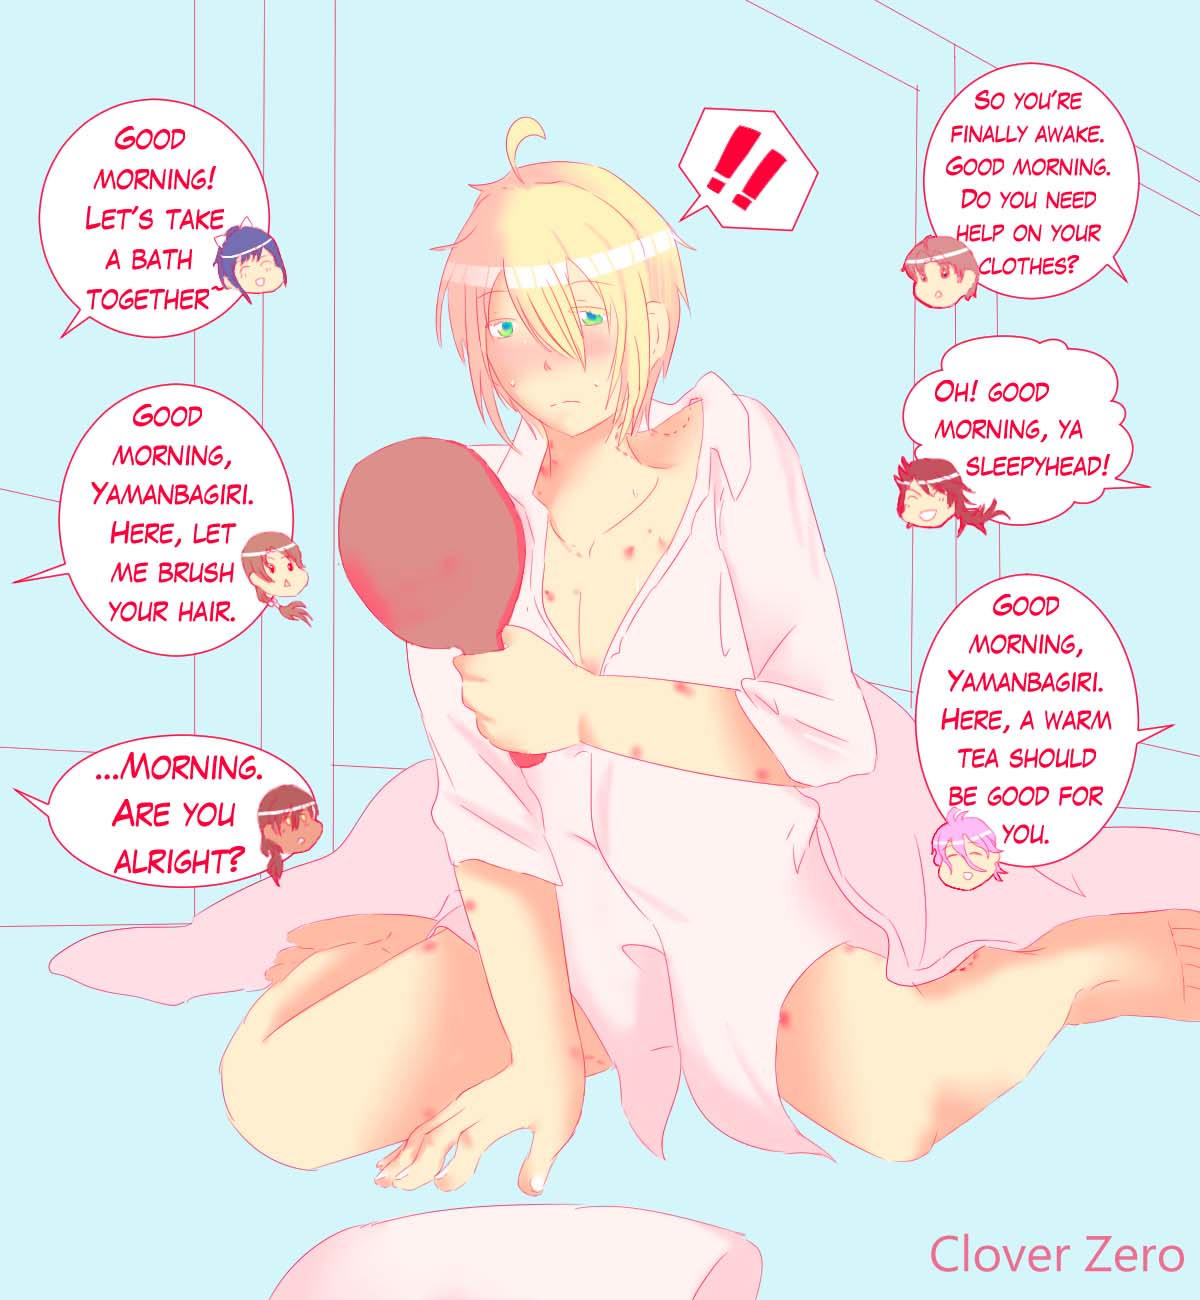 GOOD
MORNING!
LET'S TAKE
A BATH
TOGETHER~
GOOD
MORNING,
YAMANBAGIRI.
HERE, LET
ME BRUSH
YOUR HAIR.
...MORNING.
ARE YOU
ALRIGHT?
!!
SO YOU'RE
FINALLY AWAKE.
GOOD MORNING.
DO YOU NEED
HELP ON YOUR
CLOTHES?
OH! GOOD
MORNING, YA
SLEEPYHEAD!
GOOD
MORNING,
YAMANBAGIRI.
HERE, A WARM
TEA SHOULD
BE GOOD FOR
YOU.
Clover Zero